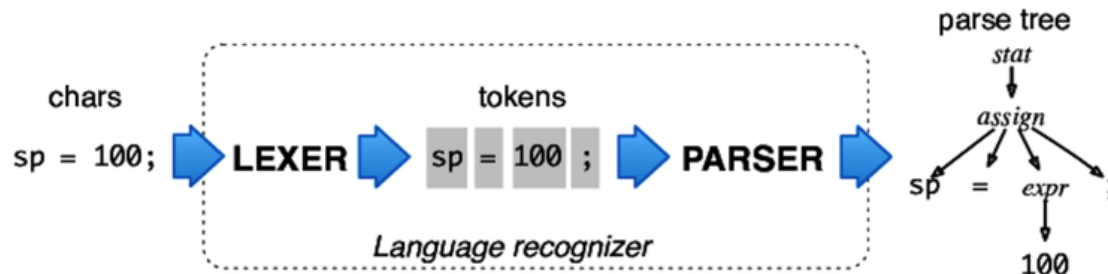 chars
sp = 100;
LEXER
tokens
sp = 100 ;
PARSER
Language recognizer
parse tree
stat
assign
sp = expr ;
100